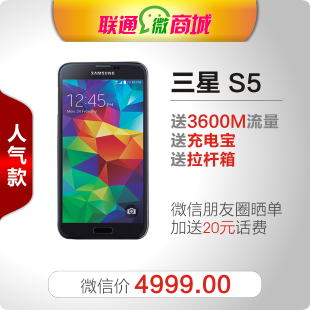 联通微商城
人气款
三星 S5
送3600M流量
送充电宝
送拉杆箱
微信朋友圈晒单
加送20元话费
SAMSUNG
12:45
微信价 4999.00